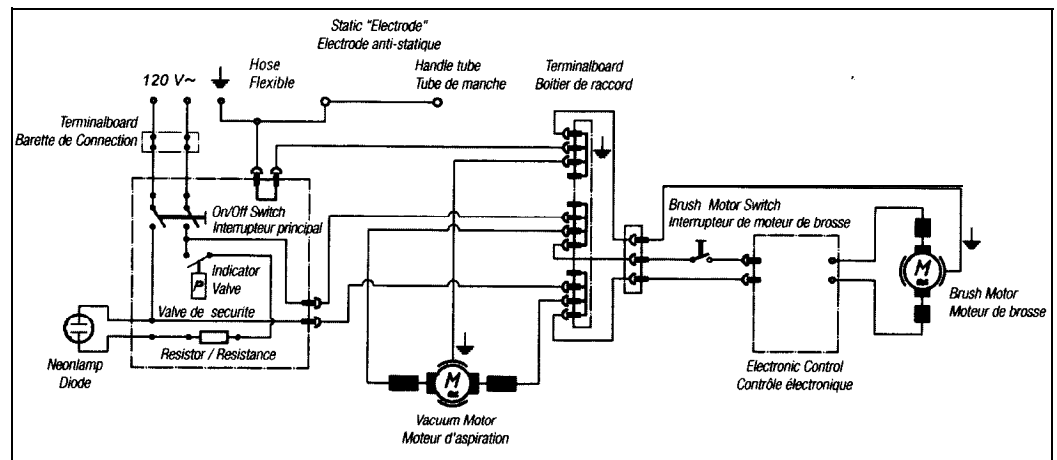 Static "Electrode"
Electrode anti-statique
120 V~
Hose
Flexible
Handle tube
Tube de manche
Terminalboard
Boitier de raccord
Terminalboard
Barette de Connection
On/Off Switch
Interrupteur principal
Brush Motor Switch
Interrupteur de moteur de brosse
Indicator
Valve
P
Valve de securite
M
Brush Motor
Moteur de brosse
Neonlamp
Diode
Resistor / Resistance
M
Electronic Control
Contrôle électronique
Vacuum Motor
Moteur d'aspiration